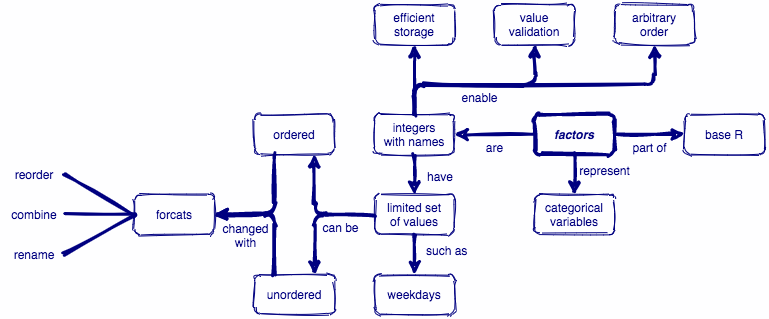 efficient
storage
value
validation
arbitrary
order
enable
ordered
integers
with names
are
factors
part of
base R
reorder
combine
rename
forcats
changed
with
can be
have
limited set
of values
represent
categorical
variables
such as
unordered
weekdays